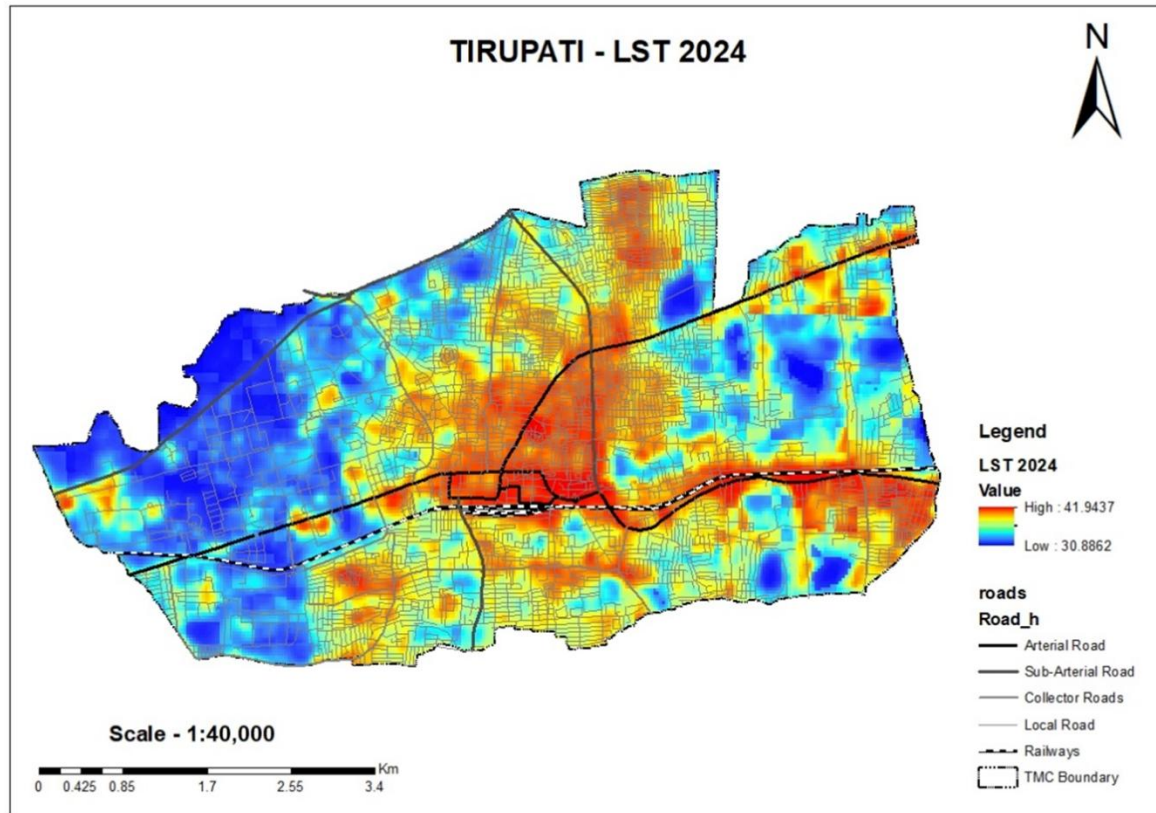 TIRUPATI - LST 2024
N
Legend
LST 2024
Value
High : 41.9437
Low : 30.8862
roads
Road_h
Arterial Road
Sub-Arterial Road
Collector Roads
Local Road
Railways
TMC Boundary
Scale - 1:40,000
Km
0 0.425 0.85 1.7 2.55 3.4